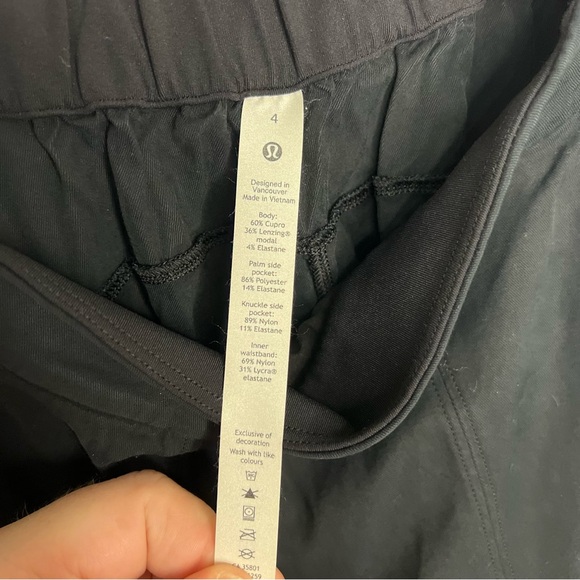 4
Designed in
Vancouver
Made in Vietnam
Body:
60% Cupro
36% Lenzing®
modal
4% Elastane
Palm side
pocket:
86% Polyester
14% Elastane
Knuckle side
pocket:
89% Nylon
11% Elastane
Inner
waistband:
69% Nylon
31% Lycra®
elastane
Exclusive of
decoration
Wash with like
colours
35801
259